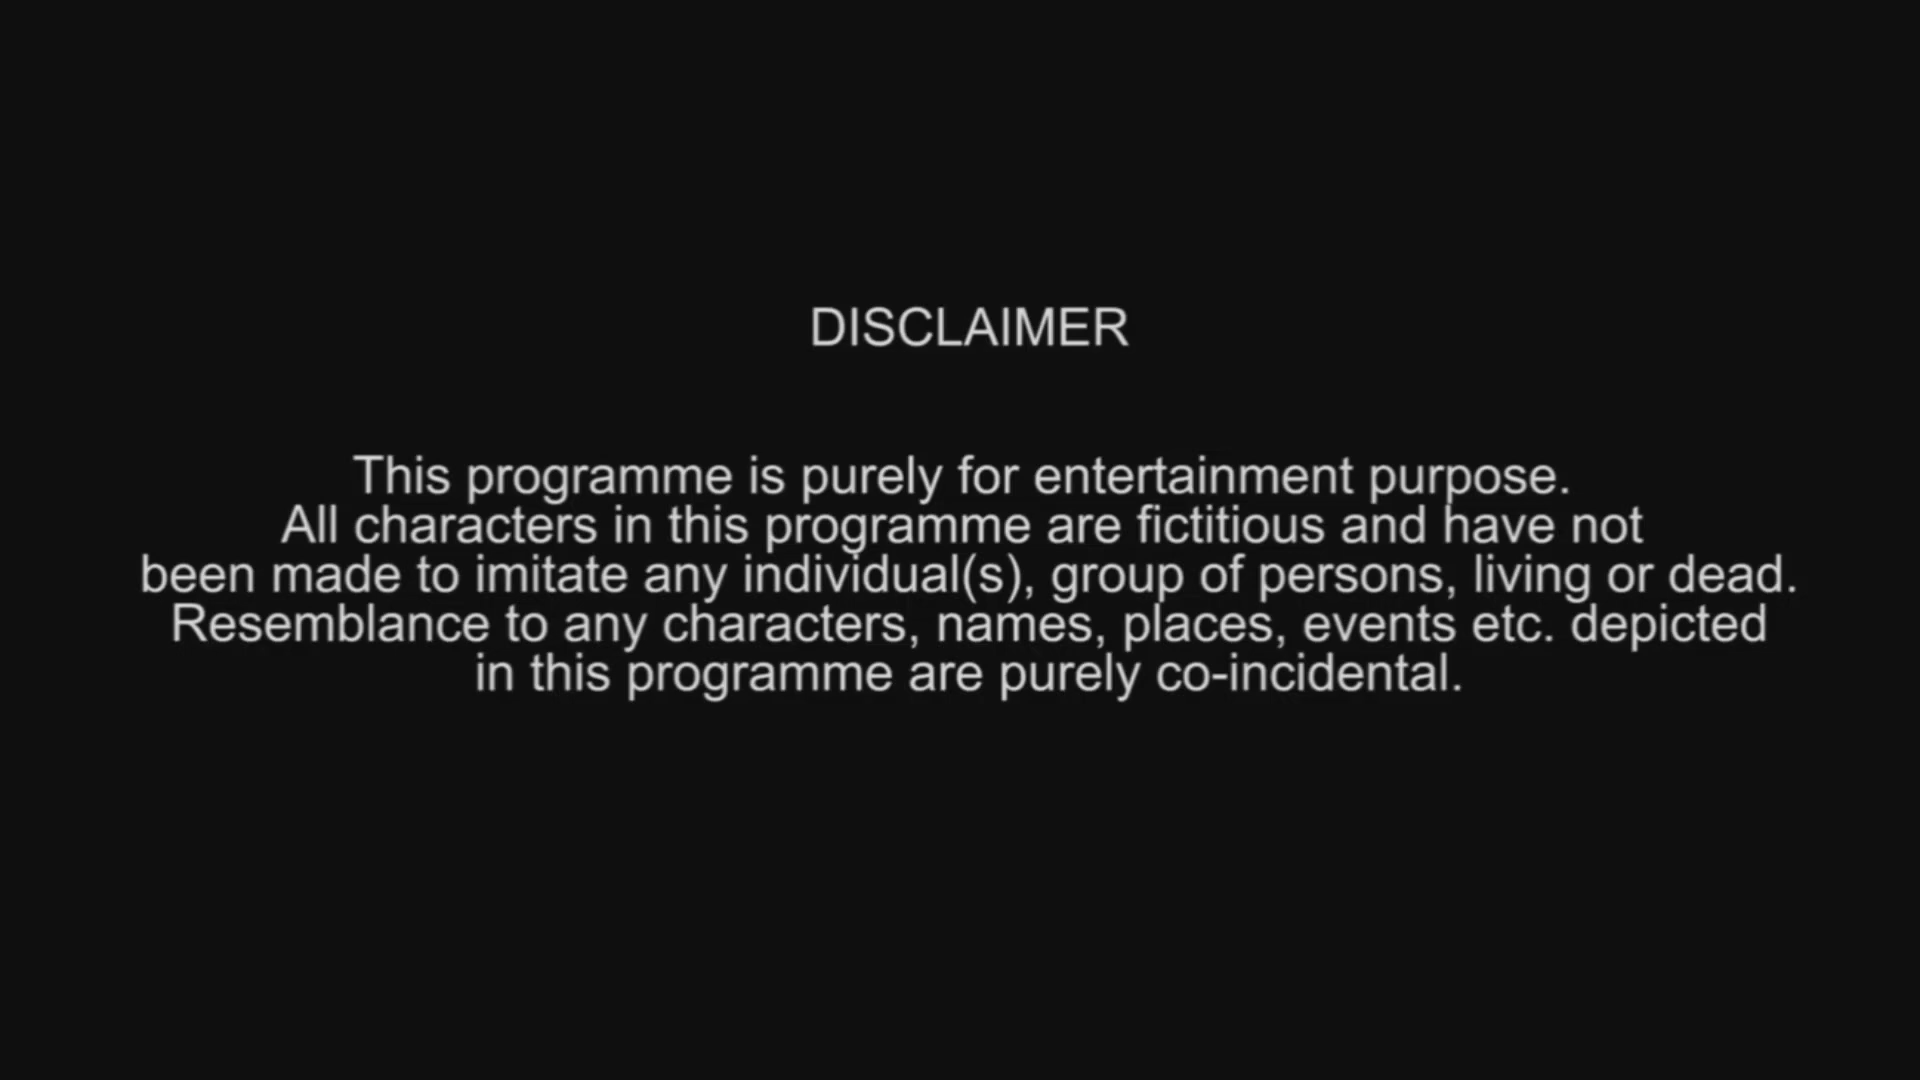 DISCLAIMER
This programme is purely for entertainment purpose.
All characters in this programme are fictitious and have not
been made to imitate any individual(s), group of persons, living or dead.
Resemblance to any characters, names, places, events etc. depicted
in this programme are purely co-incidental.